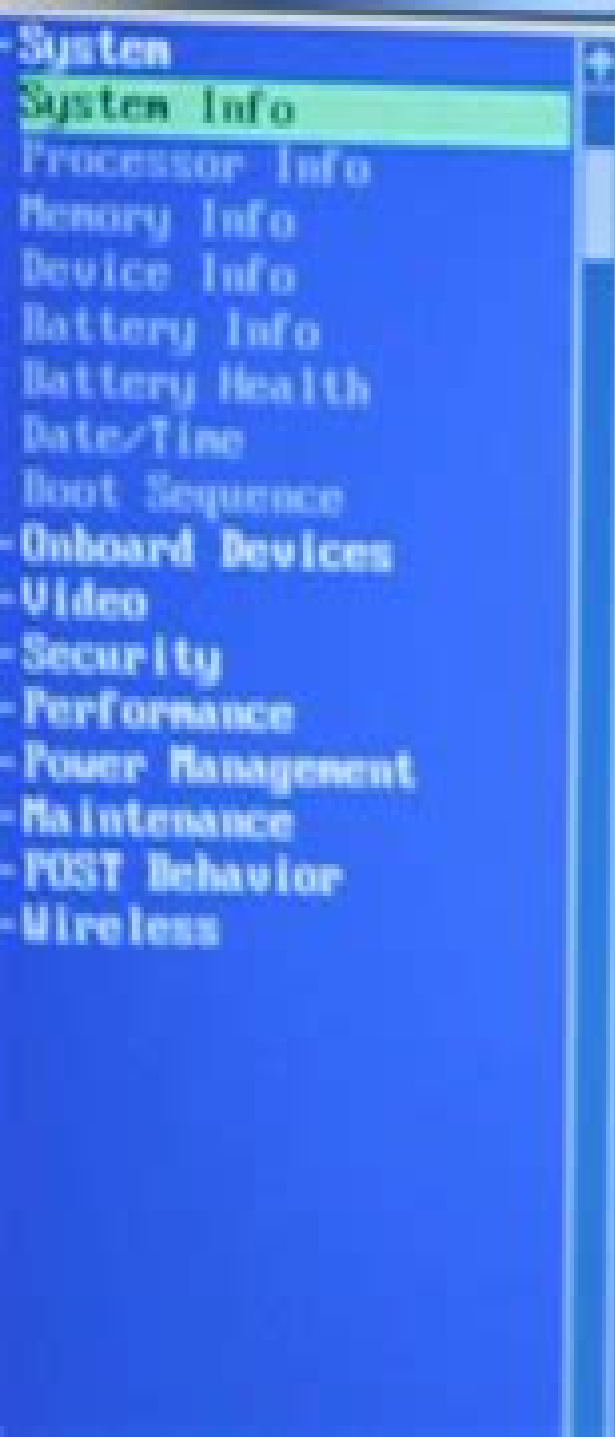 -System
System Info
Processor Info
Memory Info
Device Info
Battery Info
Battery Health
Date/Time
Boot Sequence
-Onboard Devices
-Video
-Security
-Performance
-Power Management
-Maintenance
-POST Behavior
-Wireless